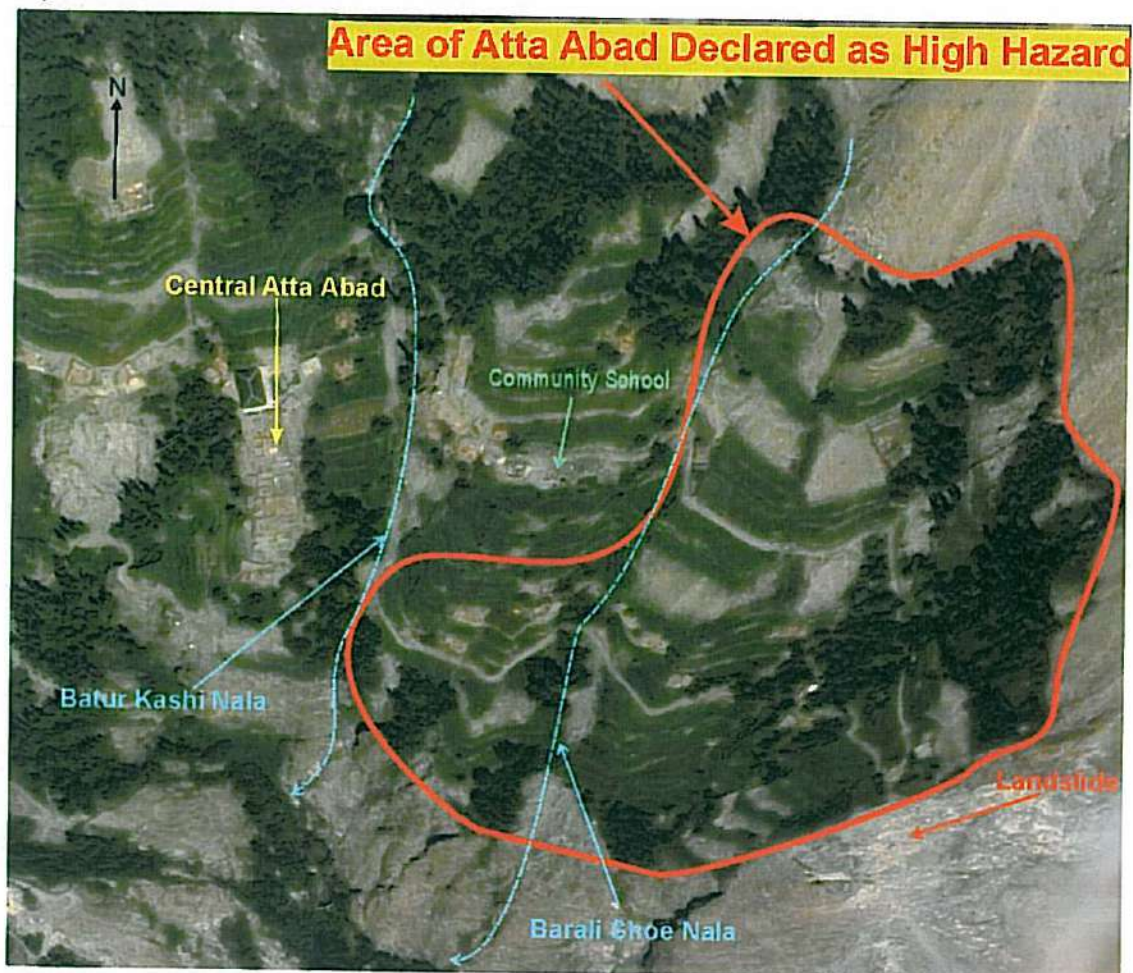 Area of Atta Abad Declared as High Hazard
N
Central Atta Abad
Community School
Batur Kashi Nala
Landslide
Barali Shoe Nala